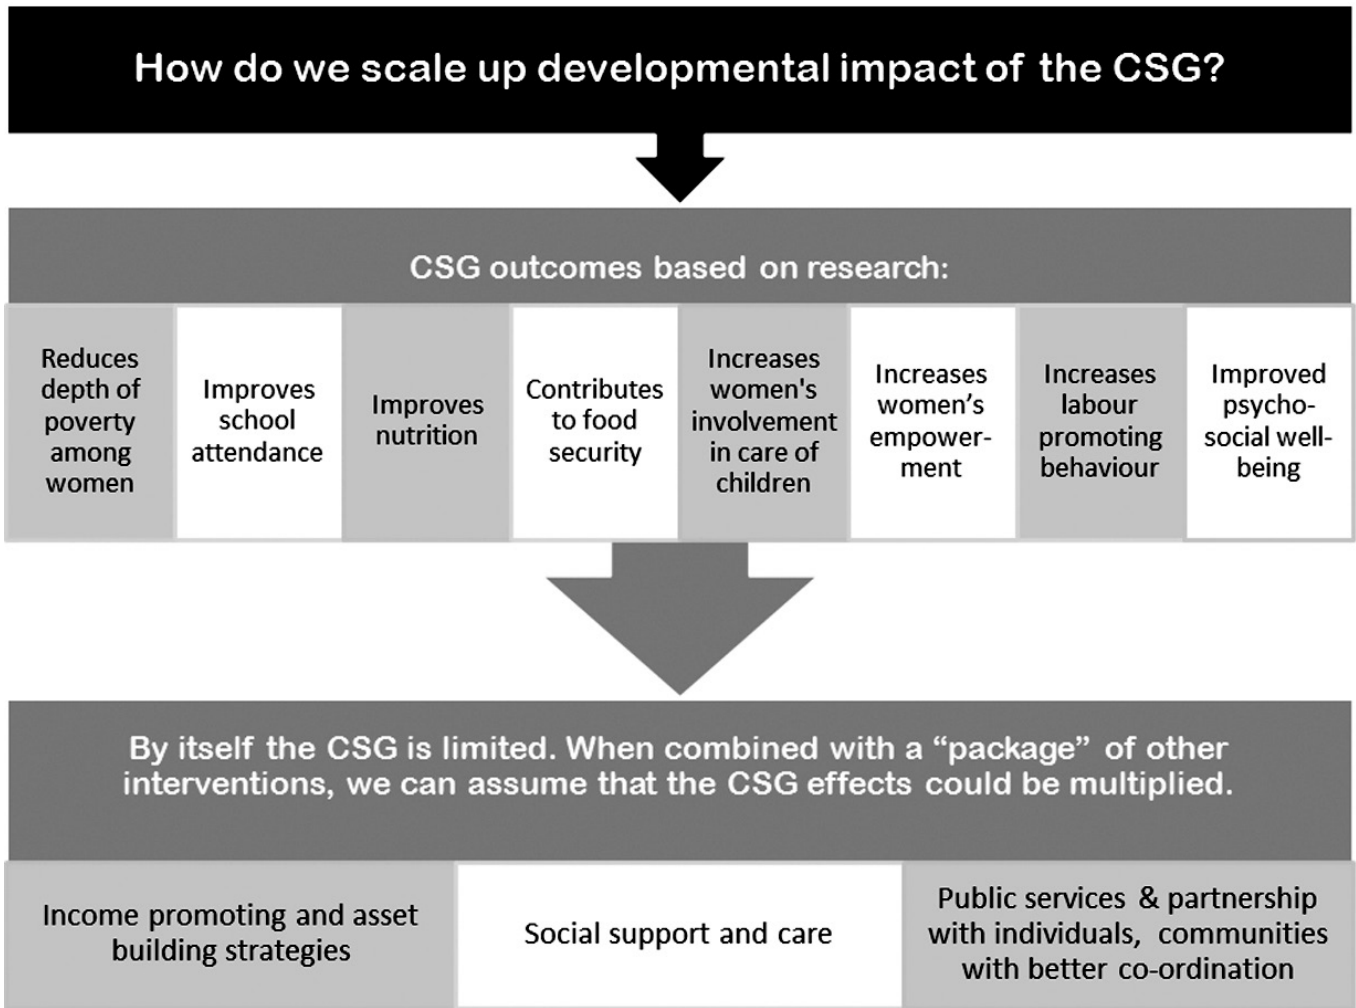 How do we scale up developmental impact of the CSG?
CSG outcomes based on research:
Reduces
depth of
poverty
among
women
Improves
school
attendance
Improves
nutrition
Contributes
to food
security
Increases
women's
involvement
in care of
children
Increases
women’s
empower-
ment
Increases
labour
promoting
behaviour
Improved
psycho-
social well-
being
By itself the CSG is limited. When combined with a “package” of other
interventions, we can assume that the CSG effects could be multiplied.
Income promoting and asset
building strategies
Social support and care
Public services & partnership
with individuals, communities
with better co-ordination